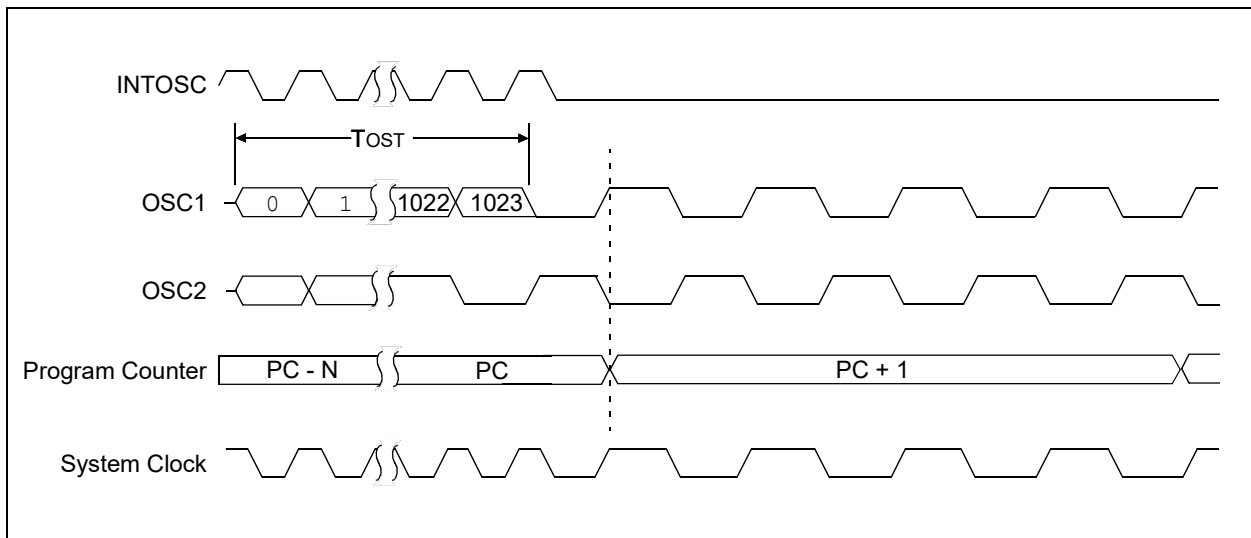 INTOSC
TOST
OSC1 0 1 1022 1023
OSC2
Program Counter PC - N PC PC + 1
System Clock